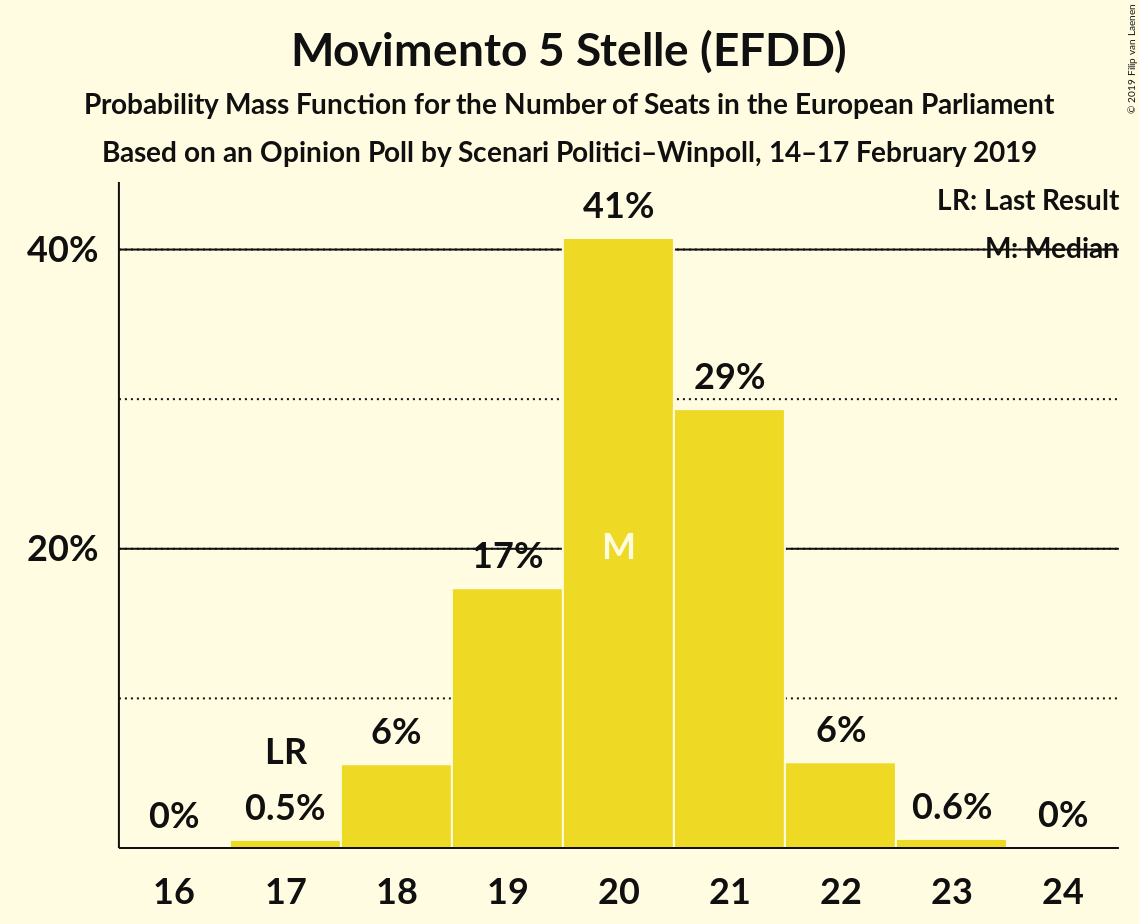 Movimento 5 Stelle (EFDD)
Probability Mass Function for the Number of Seats in the European Parliament
Based on an Opinion Poll by Scenari Politici–Winpoll, 14–17 February 2019
© 2019 Filip van Laenen
LR: Last Result
M: Median
40%
20%
0%
LR
0.5%
6%
17%
41%
M
29%
6%
0.6%
0%
16 17 18 19 20 21 22 23 24